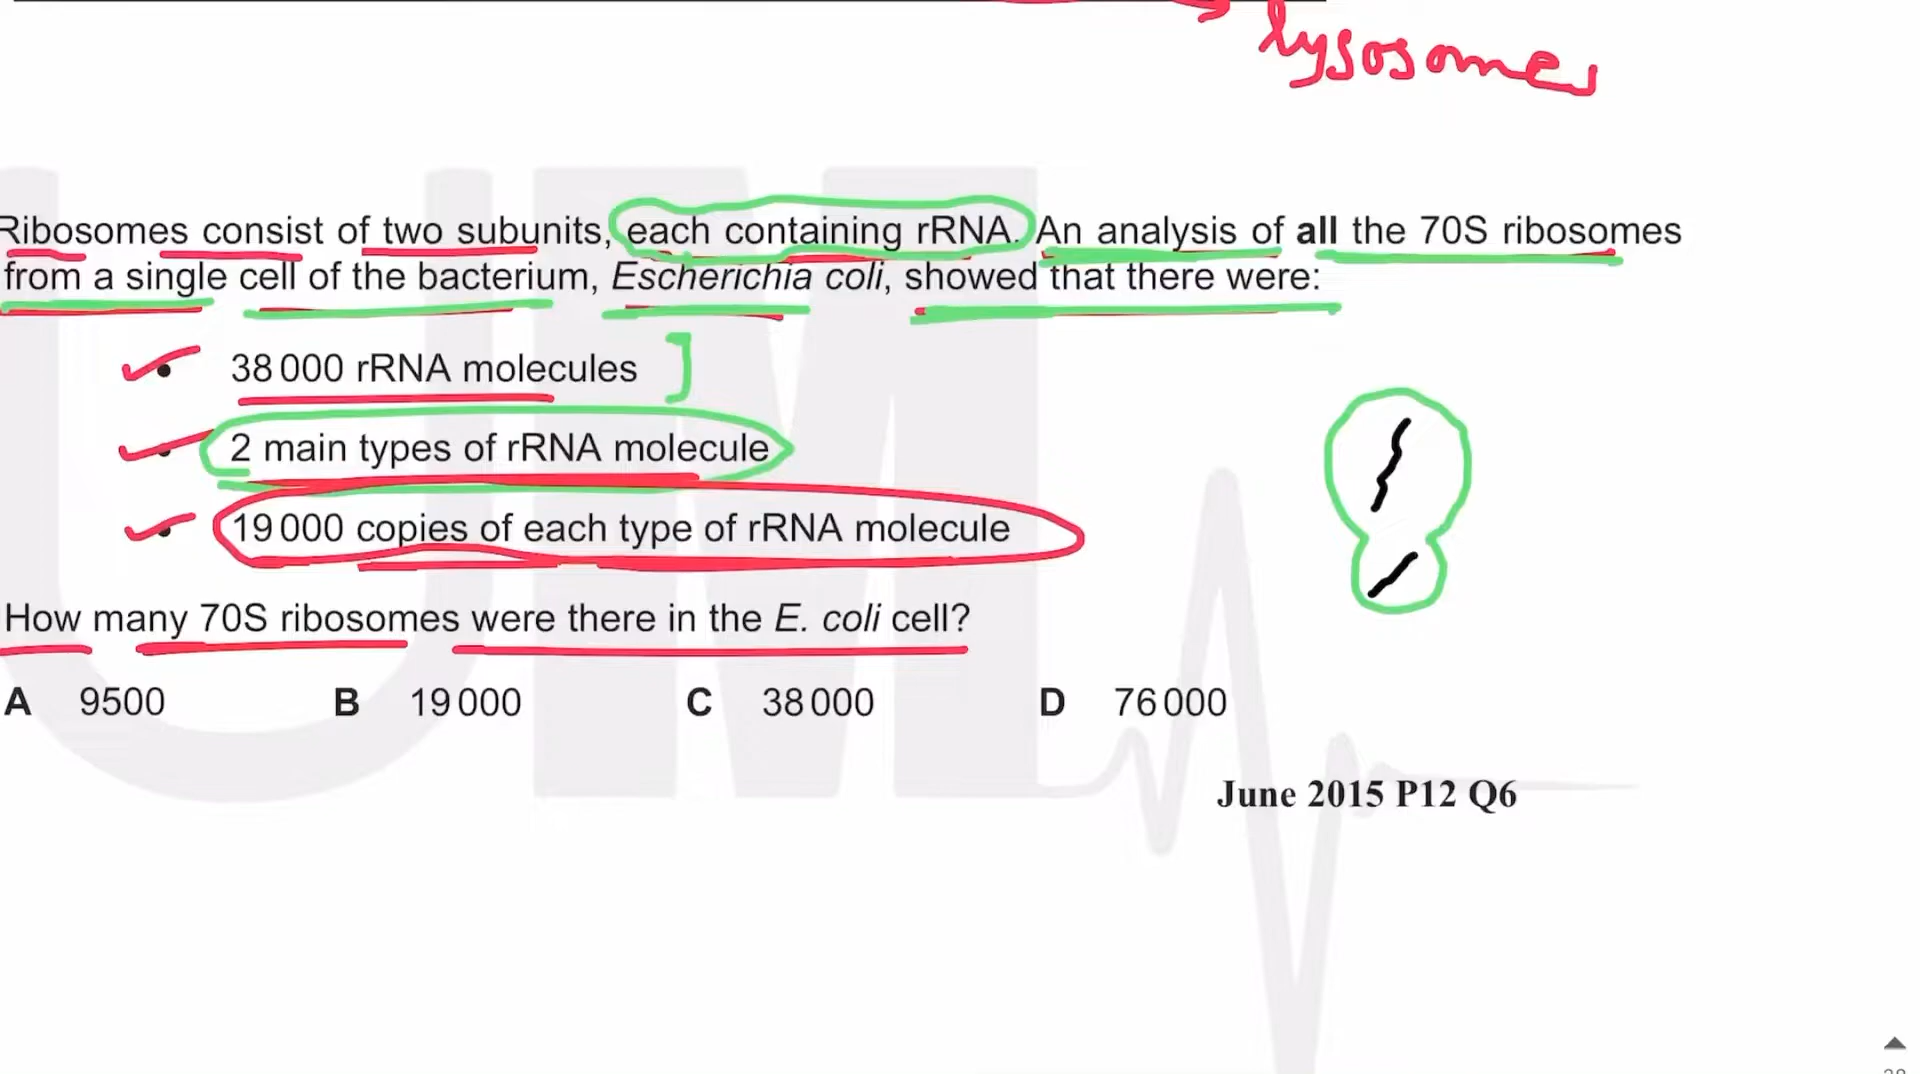 lysosomes
Ribosomes consist of two subunits, each containing rRNA. An analysis of all the 70S ribosomes
from a single cell of the bacterium, Escherichia coli, showed that there were:
• 38 000 rRNA molecules
• 2 main types of rRNA molecule
• 19 000 copies of each type of rRNA molecule
How many 70S ribosomes were there in the E. coli cell?
A 9500 B 19 000 C 38 000 D 76 000
June 2015 P12 Q6